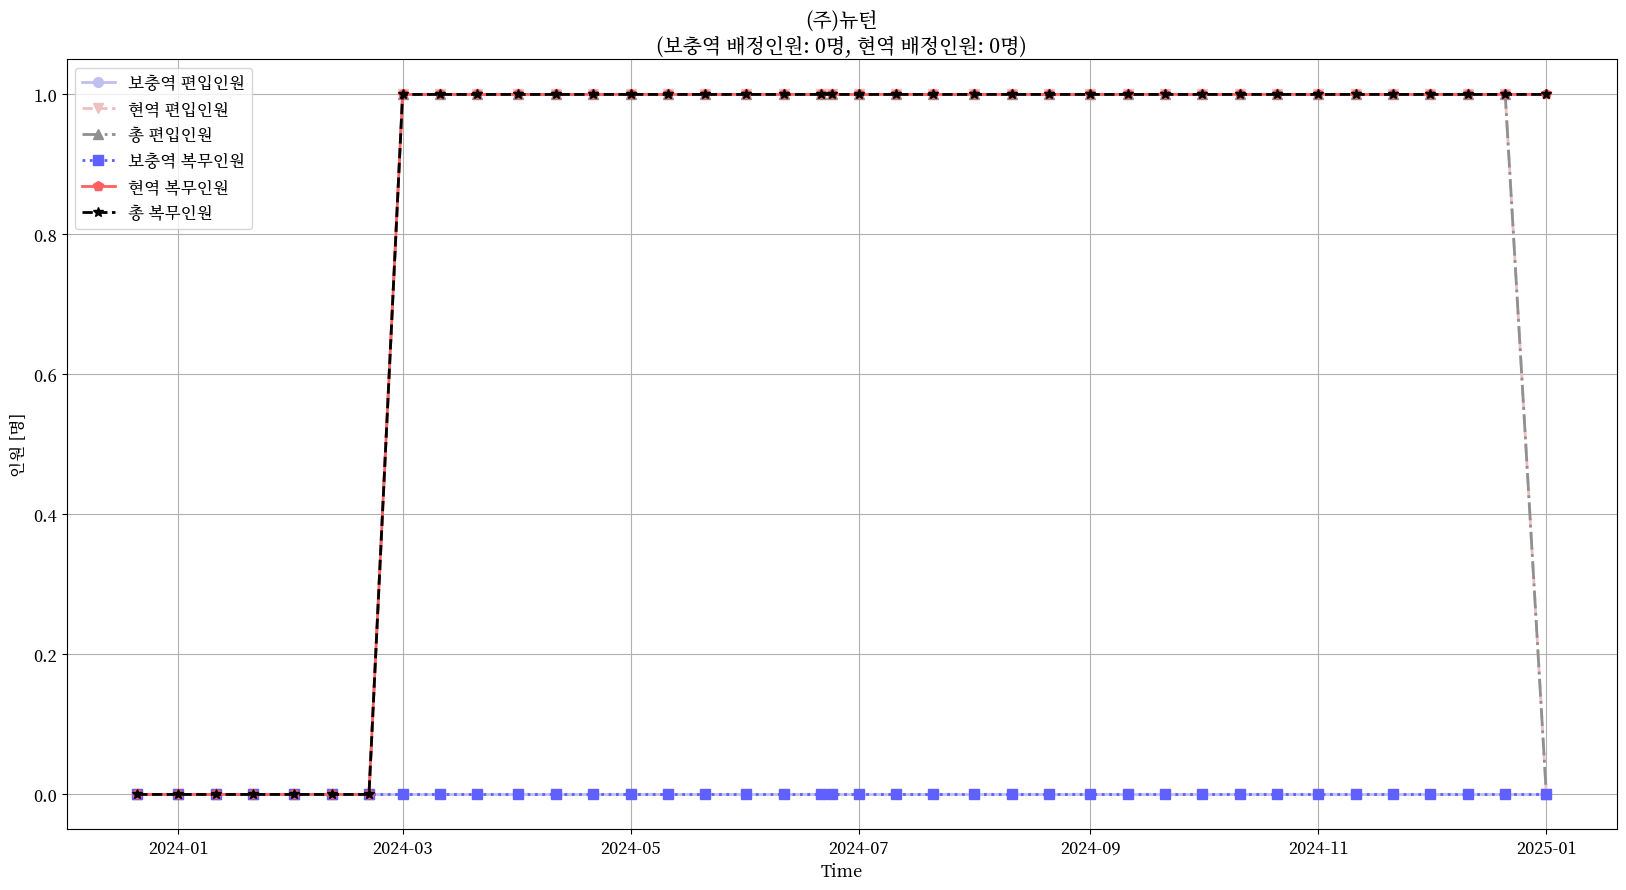 (주)뉴턴
(보충역 배정인원: 0명, 현역 배정인원: 0명)
보충역 편입인원
현역 편입인원
총 편입인원
보충역 복무인원
현역 복무인원
총 복무인원
인원 [명]
1.0
0.8
0.6
0.4
0.2
0.0
2024-01 2024-03 2024-05 2024-07 2024-09 2024-11 2025-01
Time